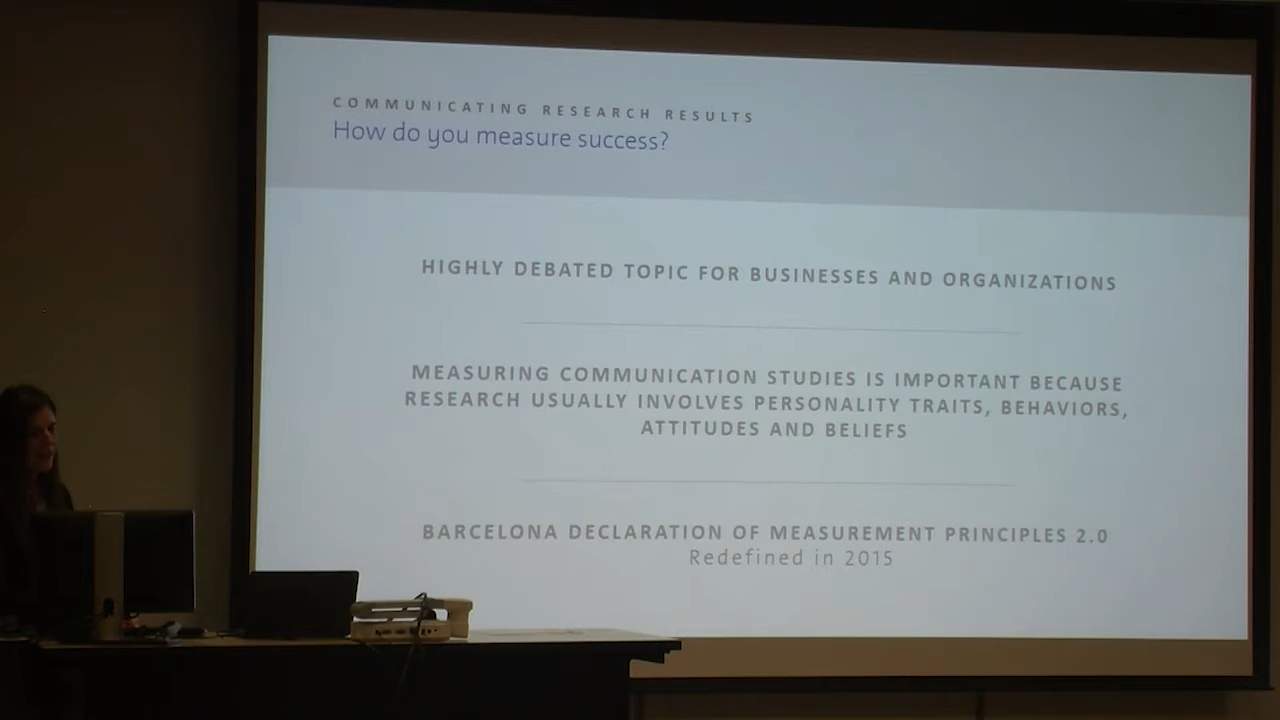 COMMUNICATING RESEARCH RESULTS
How do you measure success?
HIGHLY DEBATED TOPIC FOR BUSINESSES AND ORGANIZATIONS
MEASURING COMMUNICATION STUDIES IS IMPORTANT BECAUSE
RESEARCH USUALLY INVOLVES PERSONALITY TRAITS, BEHAVIORS,
ATTITUDES AND BELIEFS
BARCELONA DECLARATION OF MEASUREMENT PRINCIPLES 2.0
Redefined in 2015